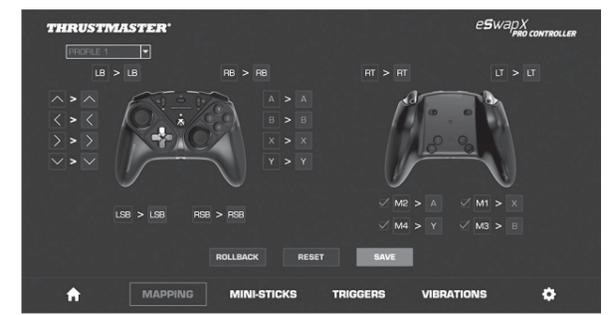 THRUSTMASTER®
eSwapX
PRO CONTROLLER
PROFILE 1
LB > LB
RB > RB
RT > RT
LT > LT
A > A
B > B
X > X
Y > Y
M2 > A
M1 > X
M4 > Y
M3 > B
LSB > LSB
RSB > RSB
ROLLBACK
RESET
SAVE
MAPPING
MINI-STICKS
TRIGGERS
VIBRATIONS